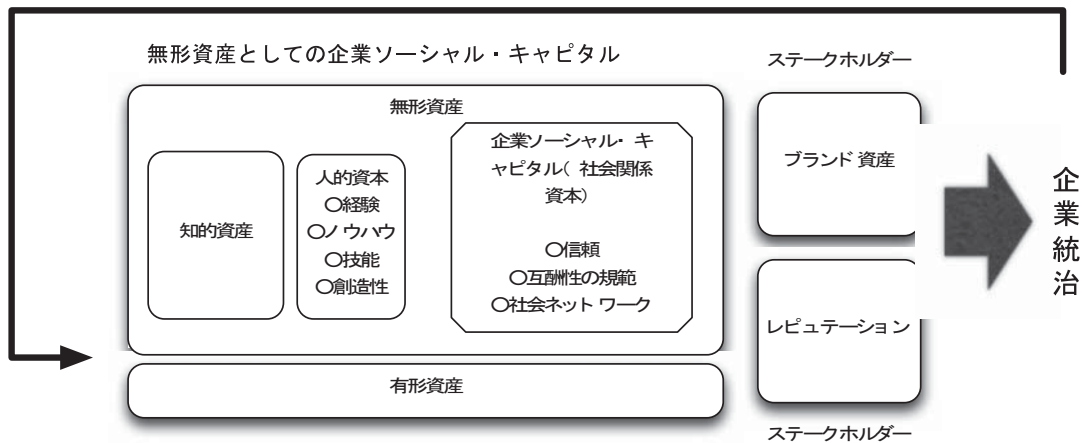 無形資産としての企業ソーシャル・キャピタル
無形資産
知的資産
人的資本
○経験
○ノウハウ
○技能
○創造性
企業ソーシャル・キ
ャピタル(社会関係
資本)
○信頼
○互酬性の規範
○社会ネットワーク
有形資産
ステークホルダー
ブランド資産
レピュテーション
ステークホルダー
企業統治